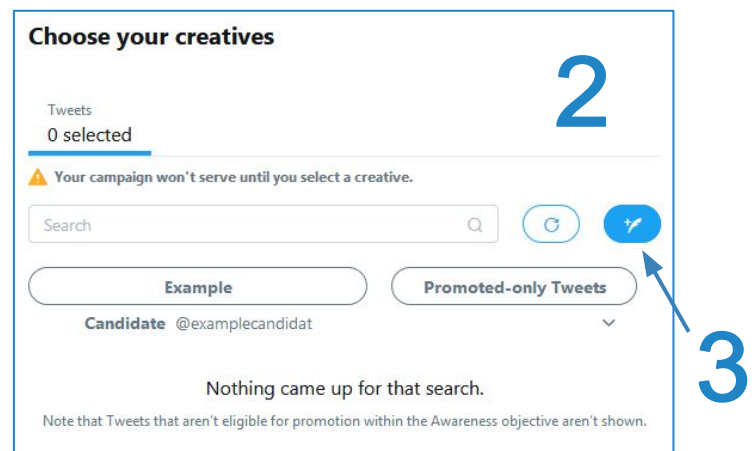 Choose your creatives
2
Tweets
0 selected
Your campaign won't serve until you select a creative.
Search
Example
Promoted-only Tweets
Candidate @examplecandidat
3
Nothing came up for that search.
Note that Tweets that aren't eligible for promotion within the Awareness objective aren't shown.